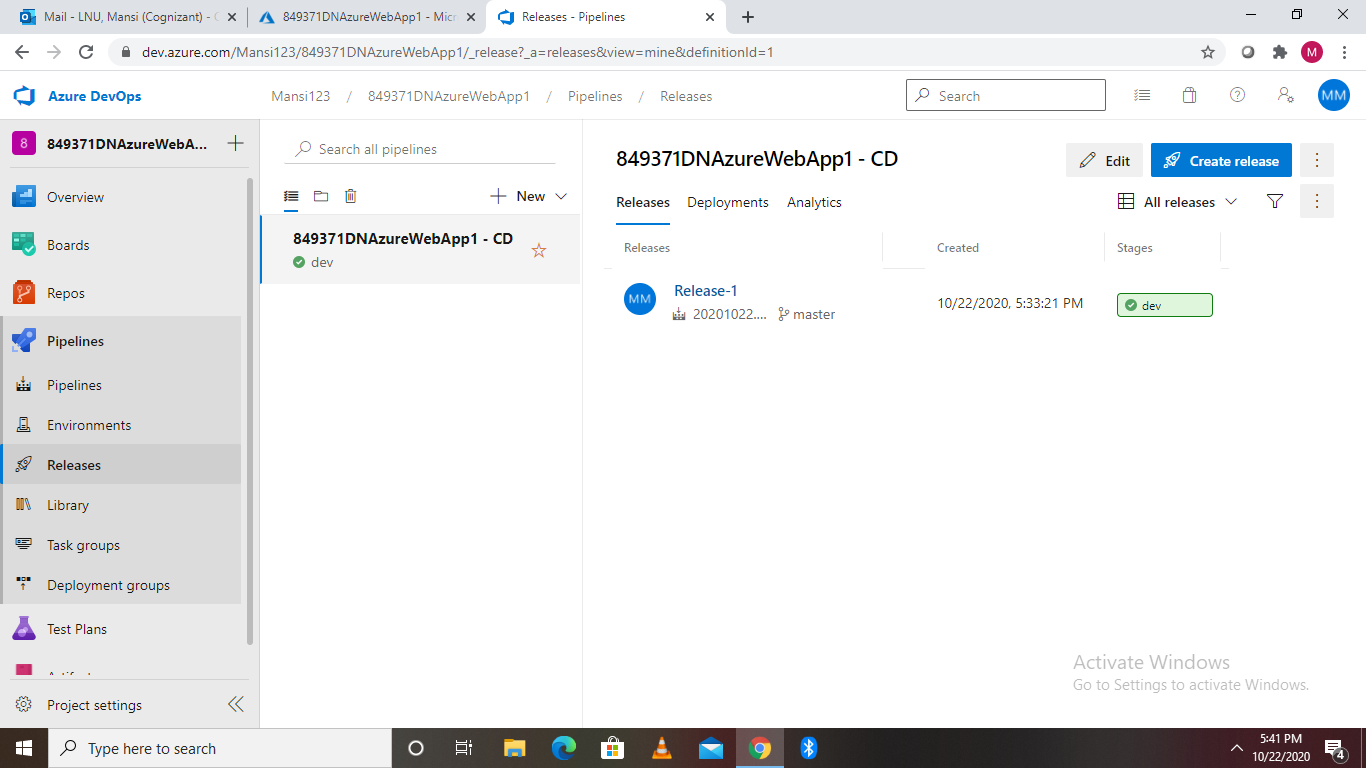 Mail - LNU, Mansi (Cognizant) -
849371DNAzureWebApp1 - Micr
Releases - Pipelines
dev.azure.com/Mansi123/849371DNAzureWebApp1/_release?_a=releases&view=mine&definitionId=1
M
Azure DevOps
Mansi123 / 849371DNAzureWebApp1 / Pipelines / Releases
Search
MM
8 849371DNAzureWebA...
Overview
Boards
Repos
Pipelines
Pipelines
Environments
Releases
Library
Task groups
Deployment groups
Test Plans
Project settings
Search all pipelines
New
849371DNAzureWebApp1 - CD
dev
849371DNAzureWebApp1 - CD
Edit
Create release
Releases Deployments Analytics
All releases
Releases Created Stages
MM
Release-1
20201022.... master
10/22/2020, 5:33:21 PM
dev
Activate Windows
Go to Settings to activate Windows.
Type here to search
5:41 PM
10/22/2020
4